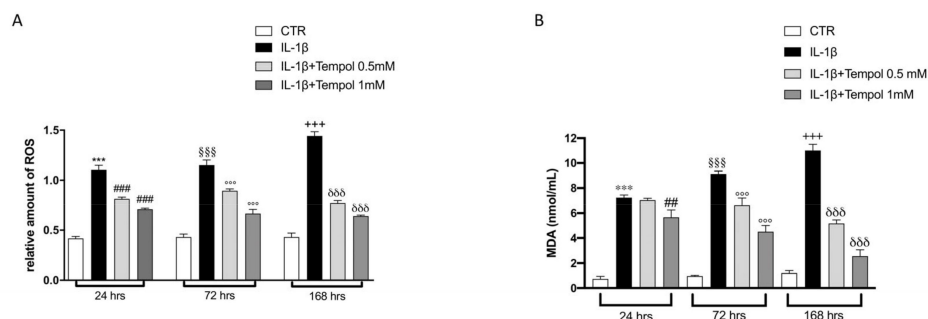 A
CTR
IL-1β
IL-1β+Tempol 0.5mM
IL-1β+Tempol 1mM
relative amount of ROS
1.5
1.0
0.5
0.0
***
###
###
§§§
°°°
°°°
+++
δδδ
δδδ
24 hrs
72 hrs
168 hrs
B
CTR
IL-1β
IL-1β+Tempol 0.5 mM
IL-1β+Tempol 1mM
MDA (nmol/mL)
12
10
8
6
4
2
0
***
##
§§§
°°°
°°°
+++
δδδ
δδδ
24 hrs
72 hrs
168 hrs